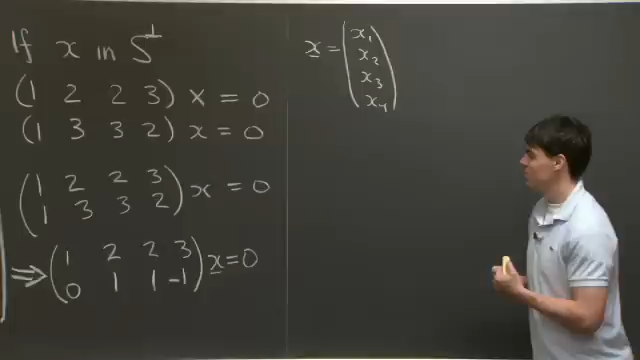 If x in S⊥
(1 2 2 3) x = 0
(1 3 3 2) x = 0
(1 2 2 3
1 3 3 2) x = 0
⇒ (1 2 2 3
0 1 1 -1) x = 0
x = (x₁
x₂
x₃
x₄)